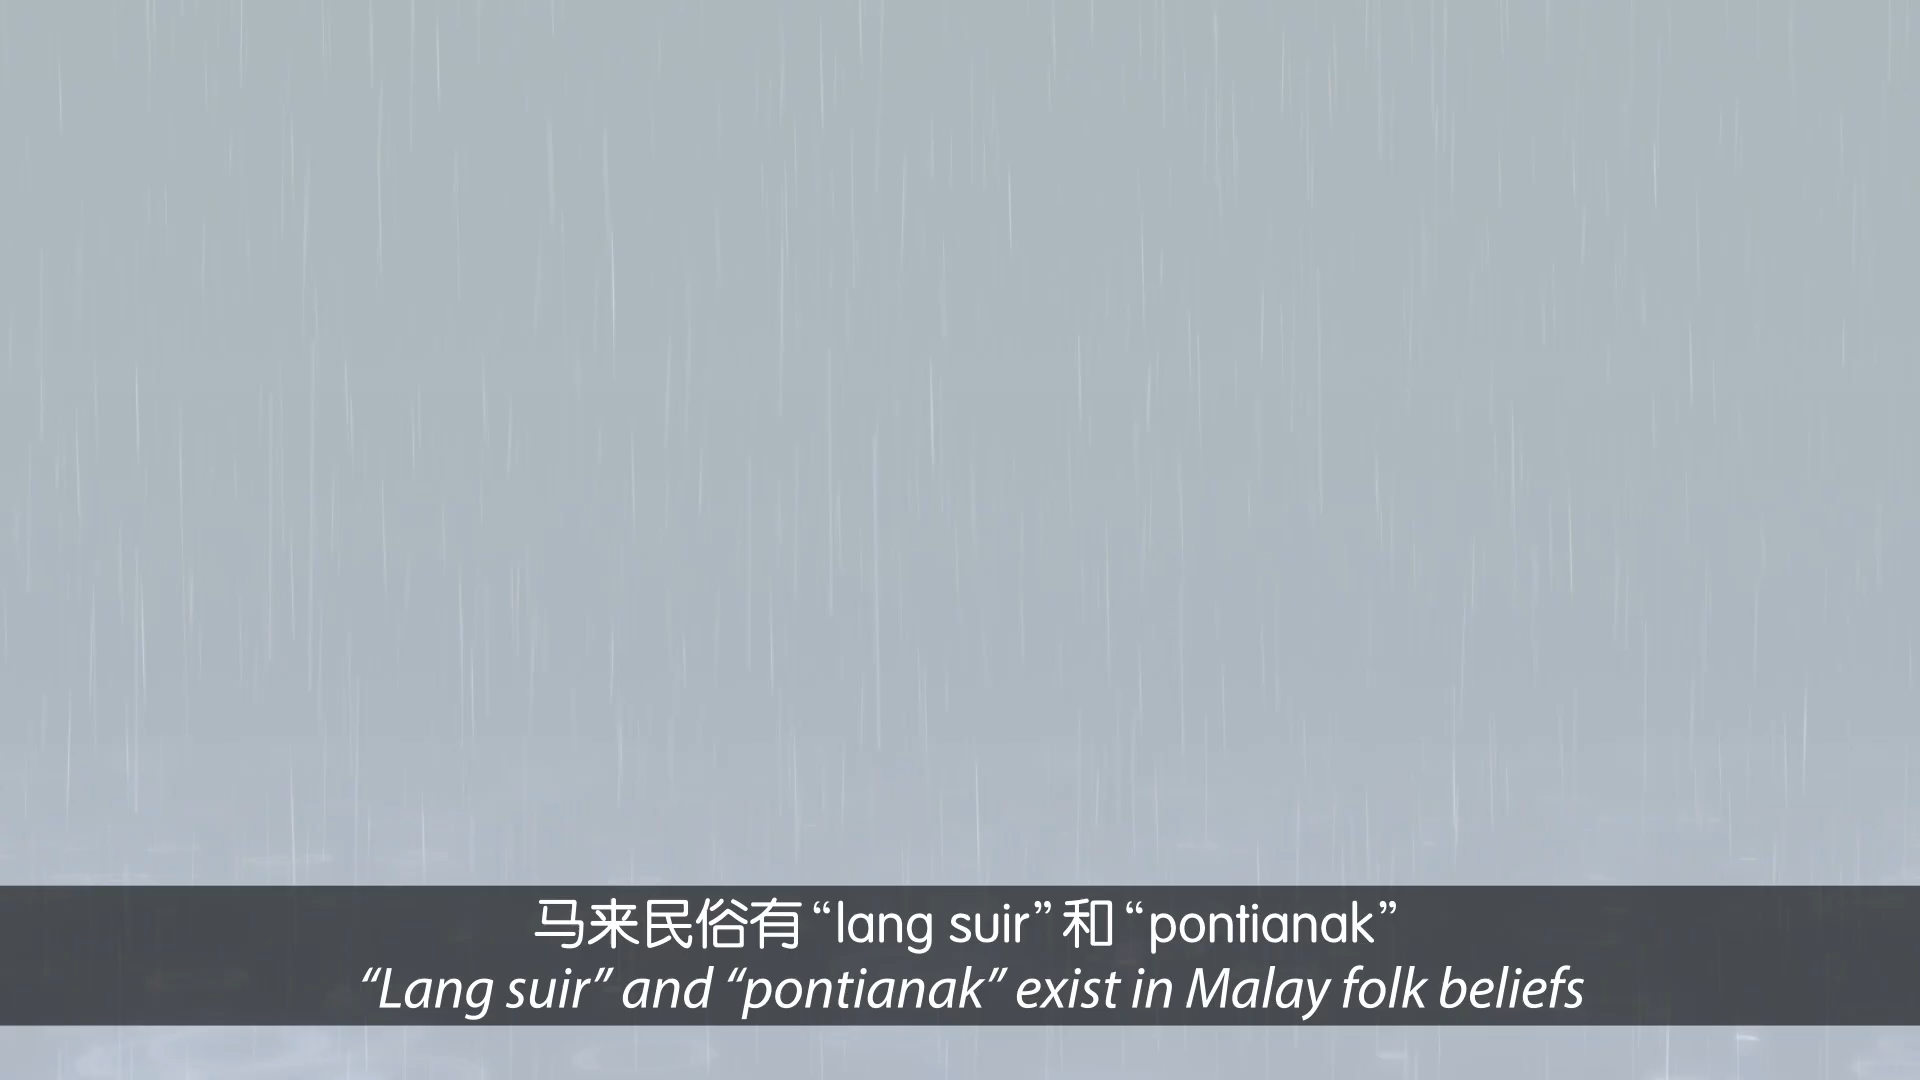 马来民俗有“lang suir”和“pontianak”
“Lang suir” and “pontianak” exist in Malay folk beliefs